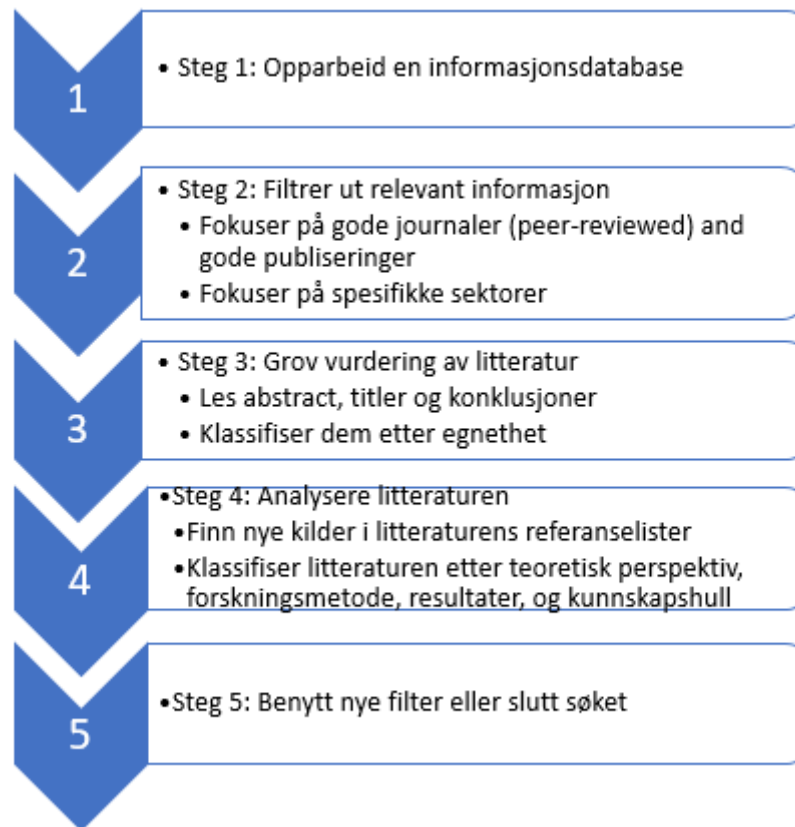 1
• Steg 1: Opparbeid en informasjonsdatabase
2
• Steg 2: Filtrer ut relevant informasjon
• Fokuser på gode journaler (peer-reviewed) and
gode publiseringer
• Fokuser på spesifikke sektorer
3
• Steg 3: Grov vurdering av litteratur
• Les abstract, titler og konklusjoner
• Klassifiser dem etter egnethet
4
•Steg 4: Analysere litteraturen
•Finn nye kilder i litteraturens referanselister
•Klassifiser litteraturen etter teoretisk perspektiv,
forskningsmetode, resultater, og kunnskapshull
5
•Steg 5: Benytt nye filter eller slutt søket